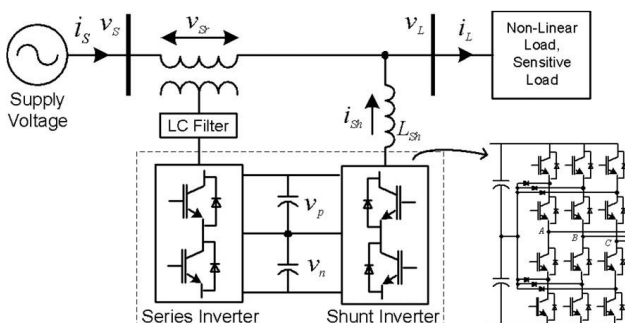 i_S
v_S
v_Sr
v_L
i_L
Non-Linear
Load,
Sensitive
Load
Supply
Voltage
LC Filter
i_Sh
L_Sh
v_p
v_n
A
B
C
Series Inverter
Shunt Inverter